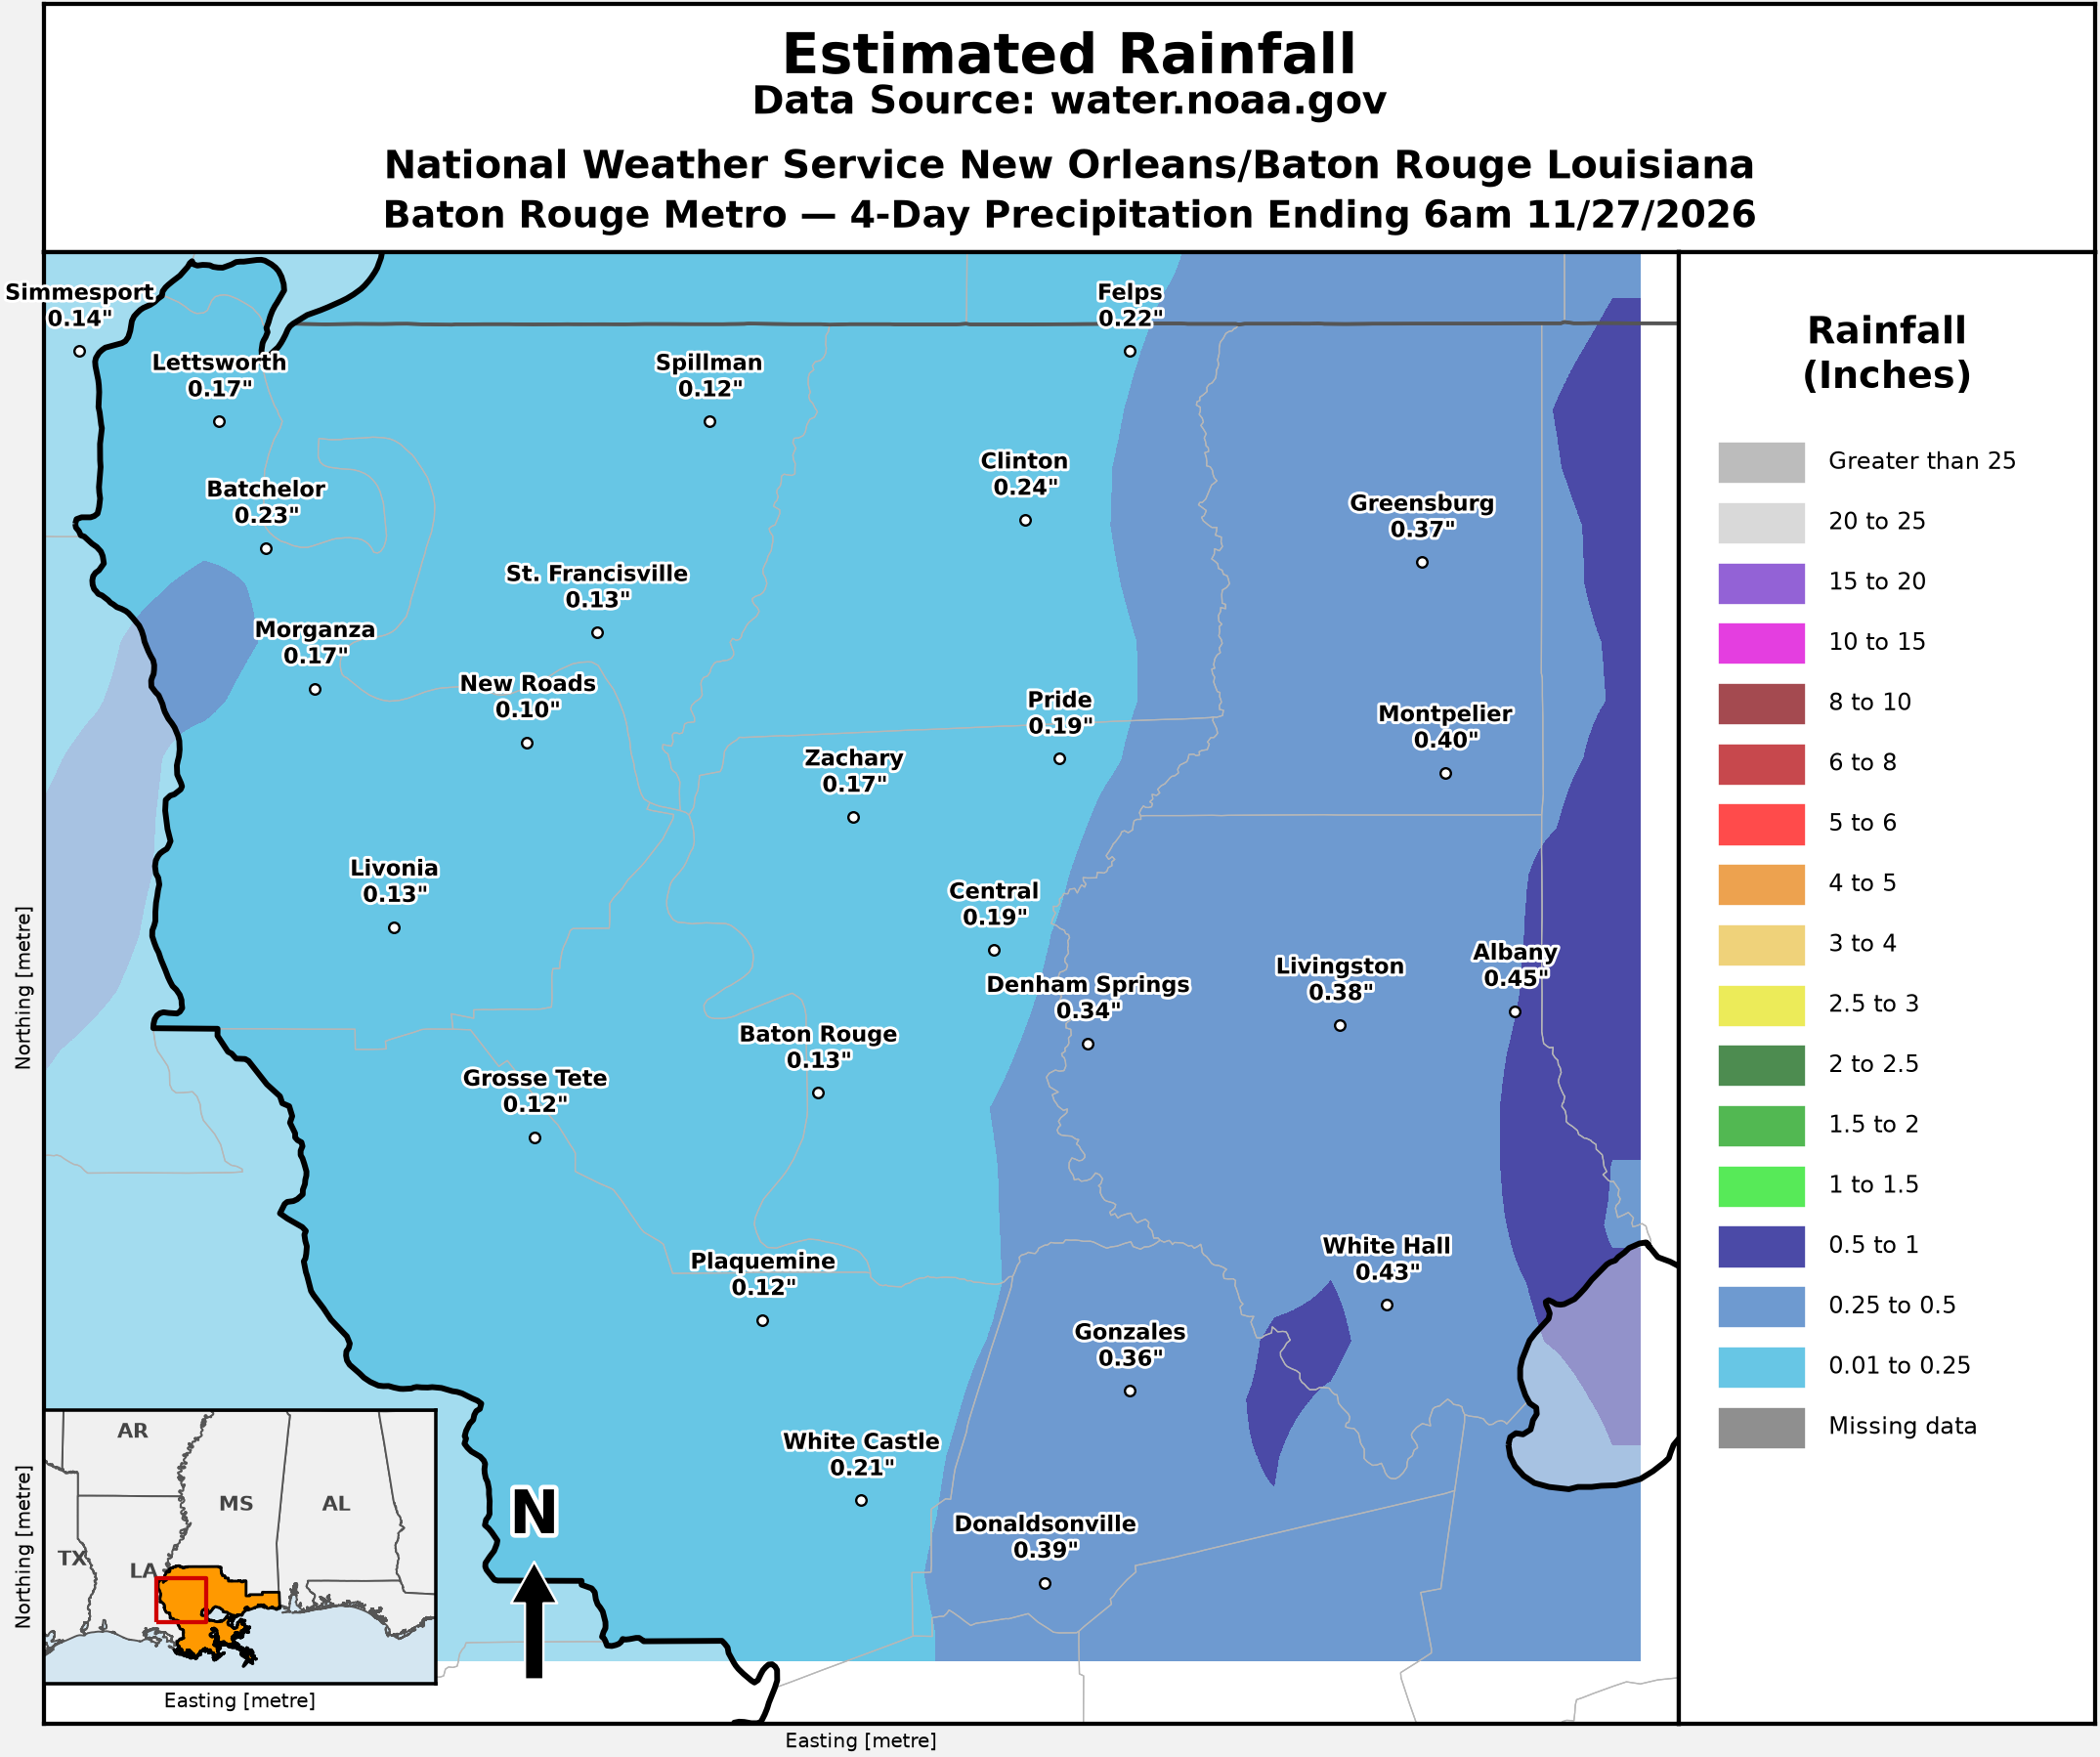 Estimated Rainfall
Data Source: water.noaa.gov
National Weather Service New Orleans/Baton Rouge Louisiana
Baton Rouge Metro — 4-Day Precipitation Ending 6am 11/27/2026
Simmesport
0.14"
Felps
0.22"
Lettsworth
0.17"
Spillman
0.12"
Clinton
0.24"
Batchelor
0.23"
Greensburg
0.37"
St. Francisville
0.13"
Morganza
0.17"
New Roads
0.10"
Pride
0.19"
Montpelier
0.40"
Zachary
0.17"
Livonia
0.13"
Central
0.19"
Albany
0.45"
Livingston
0.38"
Denham Springs
0.34"
Baton Rouge
0.13"
Grosse Tete
0.12"
White Hall
0.43"
Plaquemine
0.12"
Gonzales
0.36"
White Castle
0.21"
Donaldsonville
0.39"
N
AR
MS
AL
TX
LA
Easting [metre]
Easting [metre]
Northing [metre]
Northing [metre]
Rainfall
(Inches)
Greater than 25
20 to 25
15 to 20
10 to 15
8 to 10
6 to 8
5 to 6
4 to 5
3 to 4
2.5 to 3
2 to 2.5
1.5 to 2
1 to 1.5
0.5 to 1
0.25 to 0.5
0.01 to 0.25
Missing data